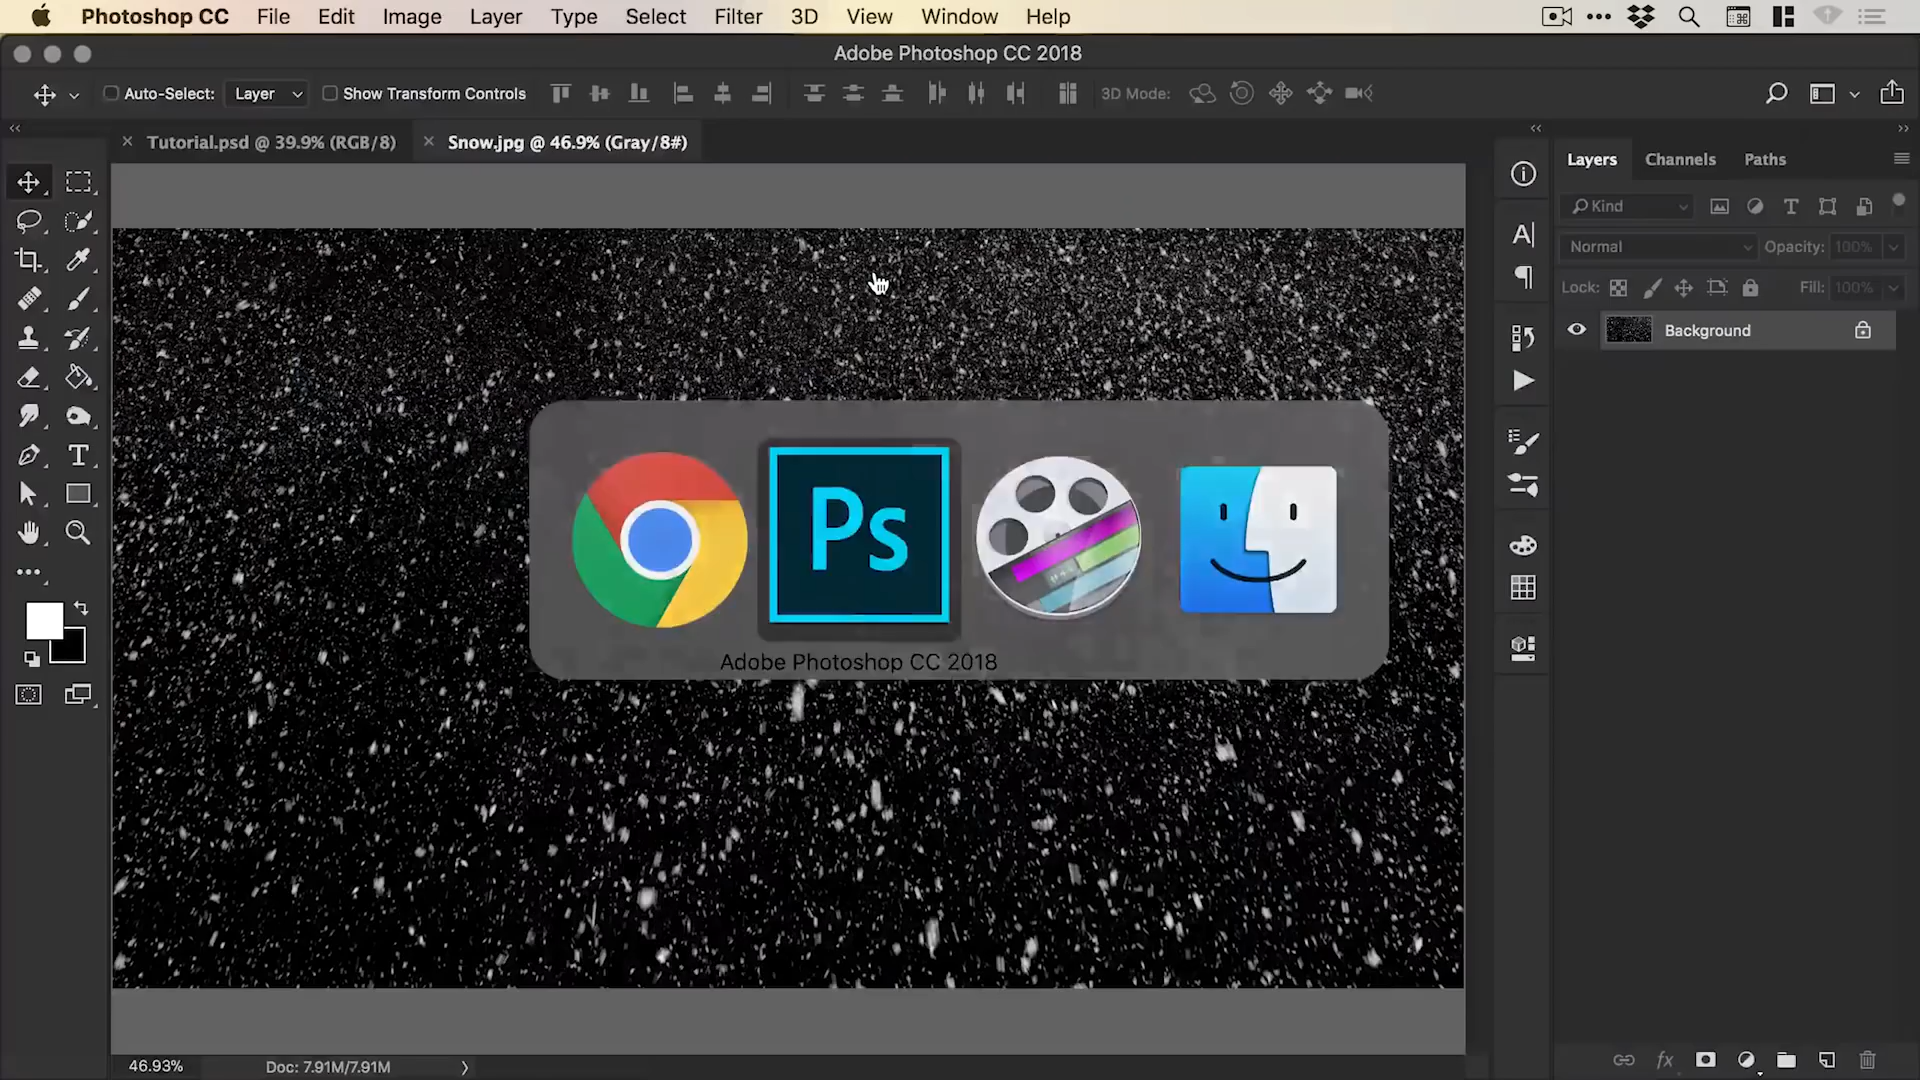 Photoshop CC File Edit Image Layer Type Select Filter 3D View Window Help
Adobe Photoshop CC 2018
Auto-Select: Layer Show Transform Controls 3D Mode:
Tutorial.psd @ 39.9% (RGB/8) Snow.jpg @ 46.9% (Gray/8#)
Layers Channels Paths
Kind
Normal Opacity: 100%
Lock: Fill: 100%
Background
Ps
Adobe Photoshop CC 2018
46.93% Doc: 7.91M/7.91M